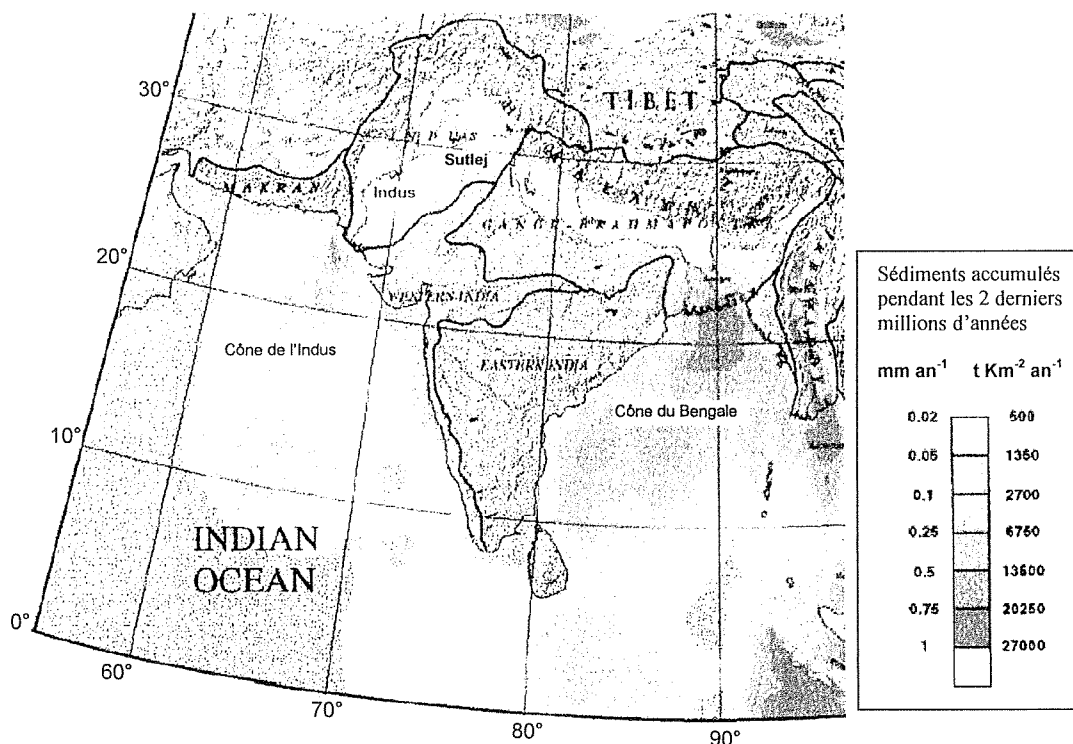 30°
20°
10°
0°
60°
70°
80°
90°
TIBET
INDUS
Sutlej
Indus
MAKRAN
GANGE-BRAHMAPOUTRE
WESTERN INDIA
EASTERN INDIA
Cône de l'Indus
Cône du Bengale
INDIAN
OCEAN
Sédiments accumulés
pendant les 2 derniers
millions d'années
mm an⁻¹ t Km⁻² an⁻¹
0.02 500
0.05 1350
0.1 2700
0.25 6750
0.5 13500
0.75 20250
1 27000